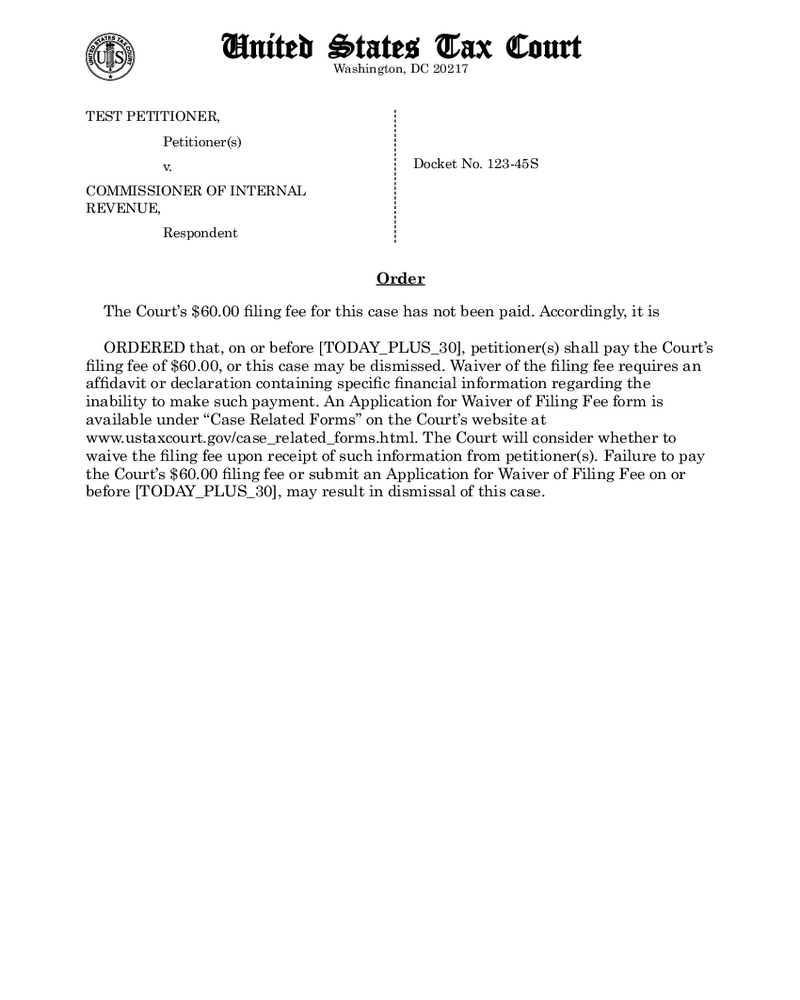 UNITED STATES TAX COURT
US
United States Tax Court
Washington, DC 20217
TEST PETITIONER,
Petitioner(s)
v.
COMMISSIONER OF INTERNAL
REVENUE,
Respondent
Docket No. 123-45S
Order
The Court’s $60.00 filing fee for this case has not been paid. Accordingly, it is
ORDERED that, on or before [TODAY_PLUS_30], petitioner(s) shall pay the Court’s
filing fee of $60.00, or this case may be dismissed. Waiver of the filing fee requires an
affidavit or declaration containing specific financial information regarding the
inability to make such payment. An Application for Waiver of Filing Fee form is
available under “Case Related Forms” on the Court’s website at
www.ustaxcourt.gov/case_related_forms.html. The Court will consider whether to
waive the filing fee upon receipt of such information from petitioner(s). Failure to pay
the Court’s $60.00 filing fee or submit an Application for Waiver of Filing Fee on or
before [TODAY_PLUS_30], may result in dismissal of this case.